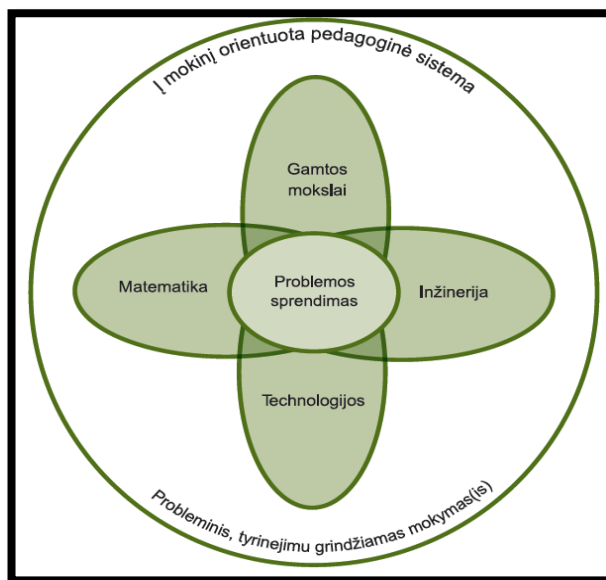 Į mokinį orientuota pedagoginė sistema
Gamtos
mokslai
Matematika
Problemos
sprendimas
Inžinerija
Technologijos
Probleminis, tyrinejimu grindžiamas mokymas(is)